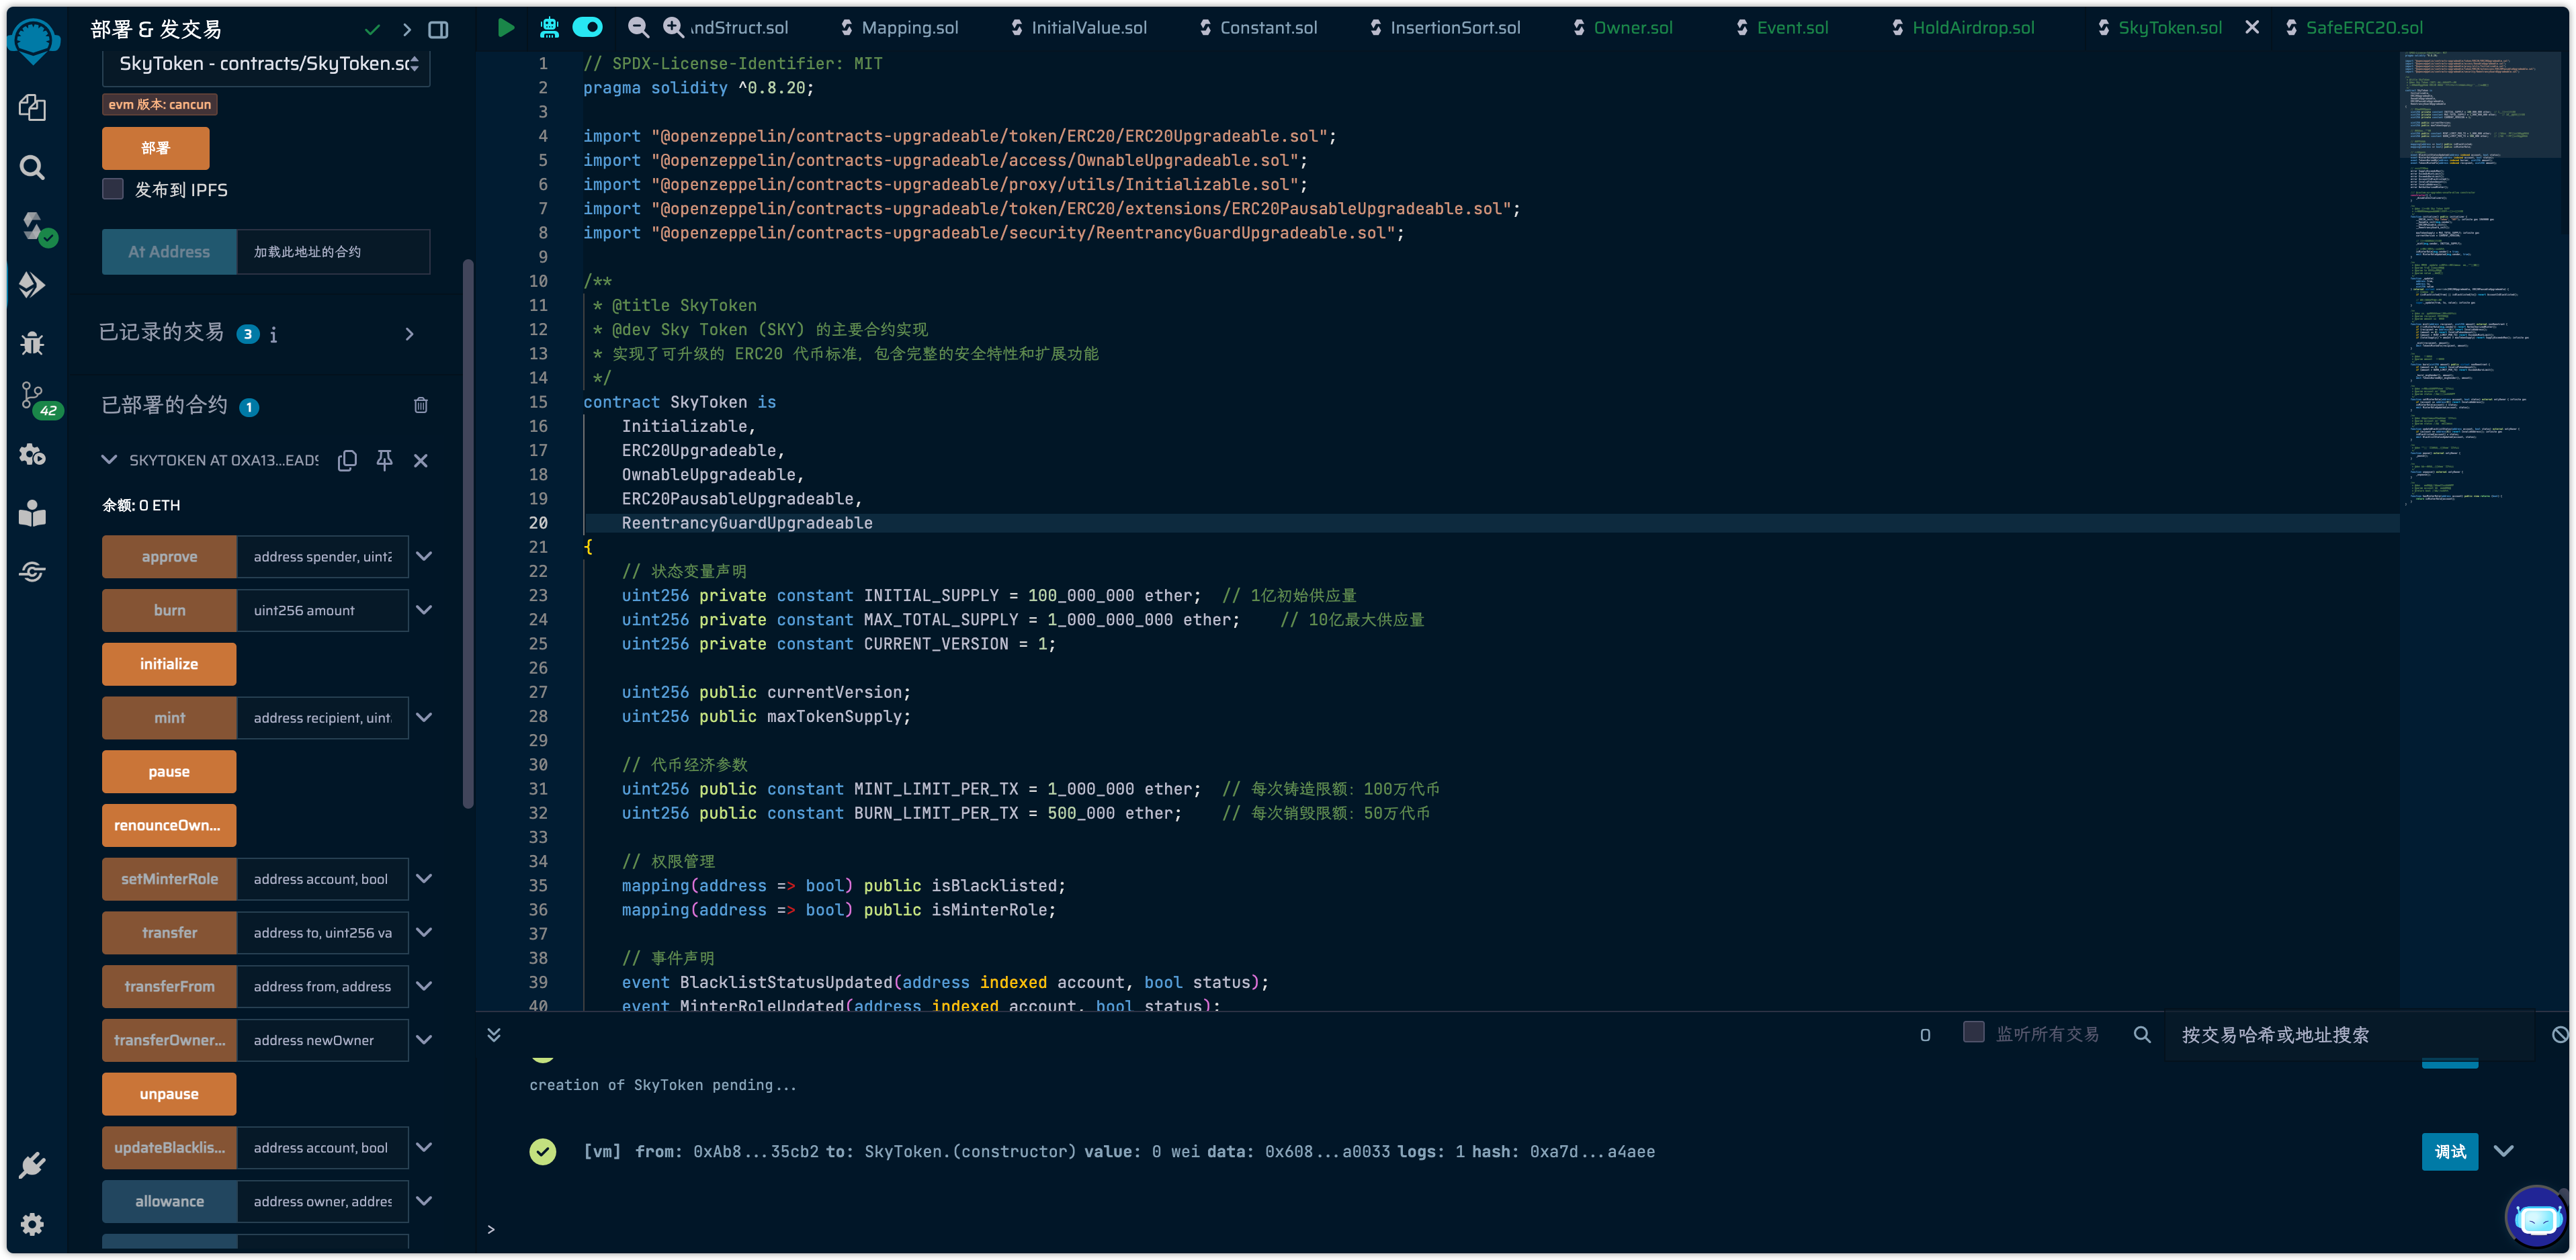 部署 & 发交易
SkyToken - contracts/SkyToken.sc
evm 版本: cancun
部署
发布到 IPFS
At Address 加载此地址的合约
已记录的交易 3 i
已部署的合约 1
SKYTOKEN AT 0XA13...EAD9
余额: 0 ETH
approve address spender, uint2
burn uint256 amount
initialize
mint address recipient, uint
pause
renounceOwn...
setMinterRole address account, bool
transfer address to, uint256 va
transferFrom address from, address
transferOwner... address newOwner
unpause
updateBlacklis... address account, bool
allowance address owner, addres
42
ndStruct.sol Mapping.sol InitialValue.sol Constant.sol InsertionSort.sol Owner.sol Event.sol HoldAirdrop.sol SkyToken.sol SafeERC20.sol
1 // SPDX-License-Identifier: MIT
2 pragma solidity ^0.8.20;
3
4 import "@openzeppelin/contracts-upgradeable/token/ERC20/ERC20Upgradeable.sol";
5 import "@openzeppelin/contracts-upgradeable/access/OwnableUpgradeable.sol";
6 import "@openzeppelin/contracts-upgradeable/proxy/utils/Initializable.sol";
7 import "@openzeppelin/contracts-upgradeable/token/ERC20/extensions/ERC20PausableUpgradeable.sol";
8 import "@openzeppelin/contracts-upgradeable/security/ReentrancyGuardUpgradeable.sol";
9
10 /**
11 * @title SkyToken
12 * @dev Sky Token (SKY) 的主要合约实现
13 * 实现了可升级的 ERC20 代币标准，包含完整的安全特性和扩展功能
14 */
15 contract SkyToken is
16 Initializable,
17 ERC20Upgradeable,
18 OwnableUpgradeable,
19 ERC20PausableUpgradeable,
20 ReentrancyGuardUpgradeable
21 {
22 // 状态变量声明
23 uint256 private constant INITIAL_SUPPLY = 100_000_000 ether; // 1亿初始供应量
24 uint256 private constant MAX_TOTAL_SUPPLY = 1_000_000_000 ether; // 10亿最大供应量
25 uint256 private constant CURRENT_VERSION = 1;
26
27 uint256 public currentVersion;
28 uint256 public maxTokenSupply;
29
30 // 代币经济参数
31 uint256 public constant MINT_LIMIT_PER_TX = 1_000_000 ether; // 每次铸造限额：100万代币
32 uint256 public constant BURN_LIMIT_PER_TX = 500_000 ether; // 每次销毁限额：50万代币
33
34 // 权限管理
35 mapping(address => bool) public isBlacklisted;
36 mapping(address => bool) public isMinterRole;
37
38 // 事件声明
39 event BlacklistStatusUpdated(address indexed account, bool status);
40 event MinterRoleUpdated(address indexed account, bool status);
0 监听所有交易 按交易哈希或地址搜索
creation of SkyToken pending...
[vm] from: 0xAb8...35cb2 to: SkyToken.(constructor) value: 0 wei data: 0x608...a0033 logs: 1 hash: 0xa7d...a4aee 调试
>